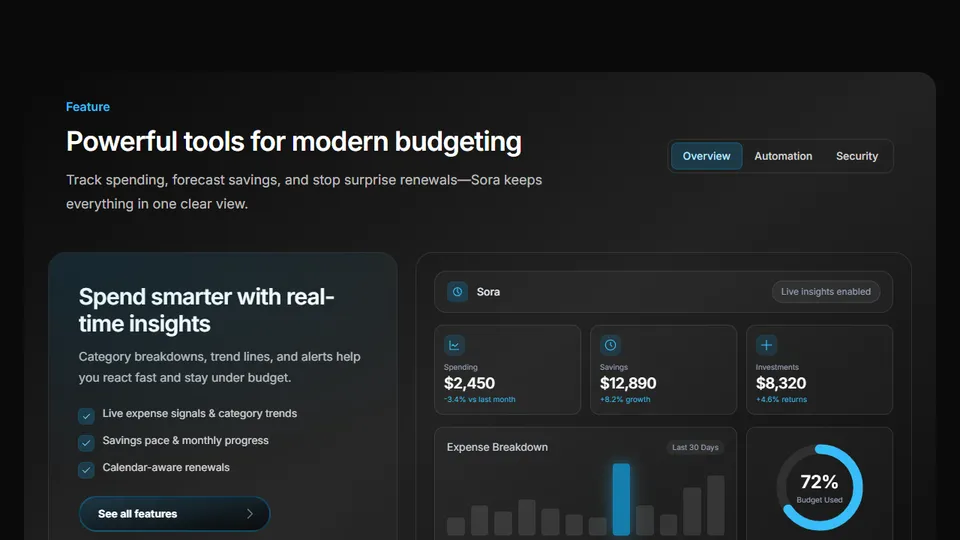 Feature
Powerful tools for modern budgeting
Track spending, forecast savings, and stop surprise renewals—Sora keeps
everything in one clear view.
Overview
Automation
Security
Spend smarter with real-
time insights
Category breakdowns, trend lines, and alerts help
you react fast and stay under budget.
Live expense signals & category trends
Savings pace & monthly progress
Calendar-aware renewals
See all features
Sora
Live insights enabled
Spending
$2,450
-3.4% vs last month
Savings
$12,890
+8.2% growth
Investments
$8,320
+4.6% returns
Expense Breakdown
Last 30 Days
72%
Budget Used